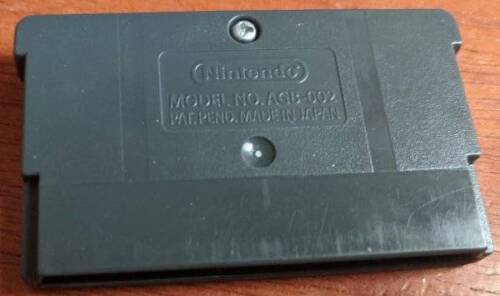 Nintendo
MODEL NO. AGB-002
PAT. PEND. MADE IN JAPAN